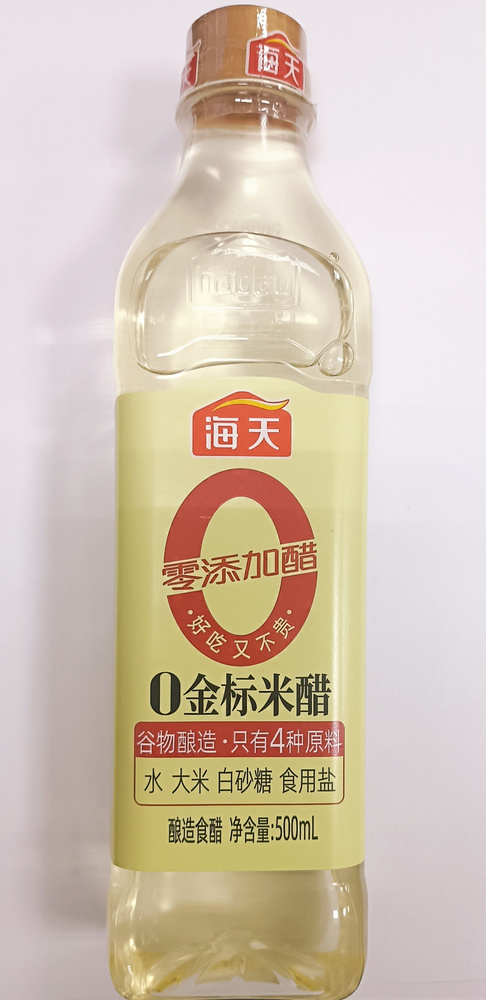 海天
天
海天
零添加醋
·好吃又不贵·
0金标米醋
谷物酿造·只有4种原料
水 大米 白砂糖 食用盐
酿造食醋 净含量:500mL